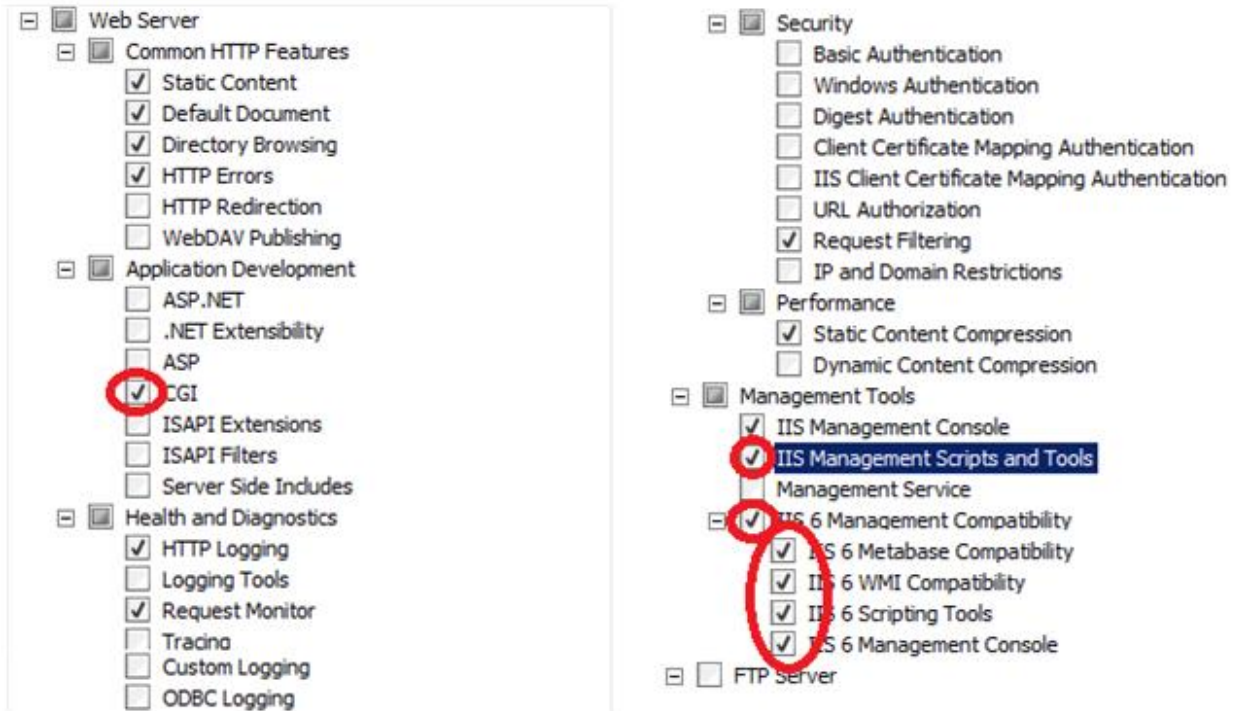 Web Server
Common HTTP Features
Static Content
Default Document
Directory Browsing
HTTP Errors
HTTP Redirection
WebDAV Publishing
Application Development
ASP.NET
.NET Extensibility
ASP
CGI
ISAPI Extensions
ISAPI Filters
Server Side Includes
Health and Diagnostics
HTTP Logging
Logging Tools
Request Monitor
Tracing
Custom Logging
ODBC Logging
Security
Basic Authentication
Windows Authentication
Digest Authentication
Client Certificate Mapping Authentication
IIS Client Certificate Mapping Authentication
URL Authorization
Request Filtering
IP and Domain Restrictions
Performance
Static Content Compression
Dynamic Content Compression
Management Tools
IIS Management Console
IIS Management Scripts and Tools
Management Service
IIS 6 Management Compatibility
IIS 6 Metabase Compatibility
IIS 6 WMI Compatibility
IIS 6 Scripting Tools
IIS 6 Management Console
FTP Server